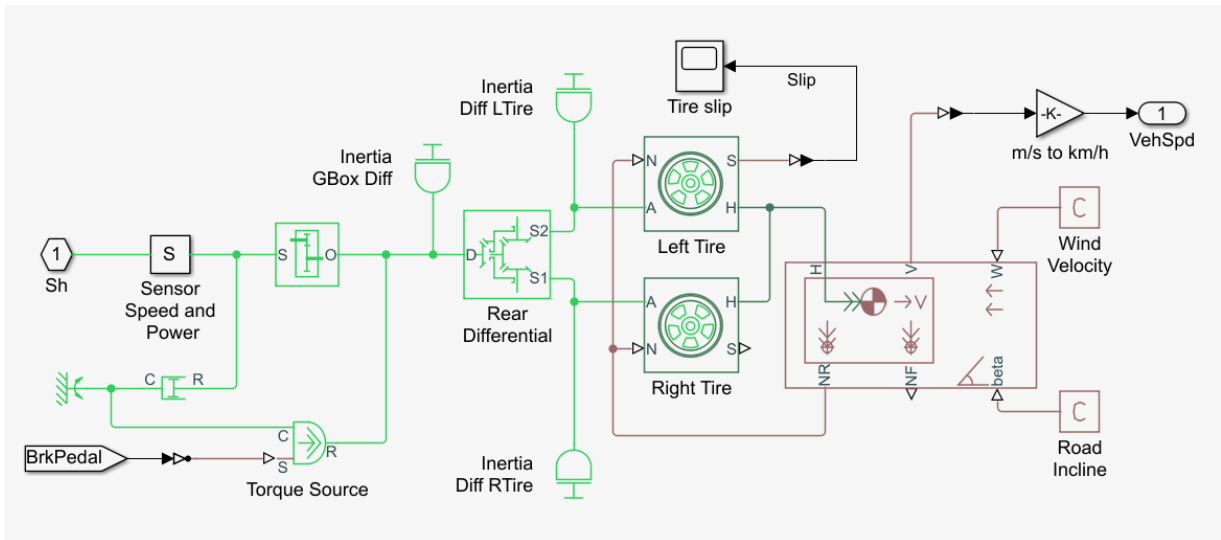 Slip
Tire slip
Inertia
Diff LTire
-K-
1
VehSpd
m/s to km/h
Inertia
GBox Diff
N
S
A
H
Left Tire
C
Wind
Velocity
1
Sh
S
Sensor
Speed and
Power
S
O
D
S2
S1
Rear
Differential
A
H
N
S
Right Tire
H
V
W
V
NR
NF
beta
C
Road
Incline
C
R
C
S
R
BrkPedal
Torque Source
Inertia
Diff RTire